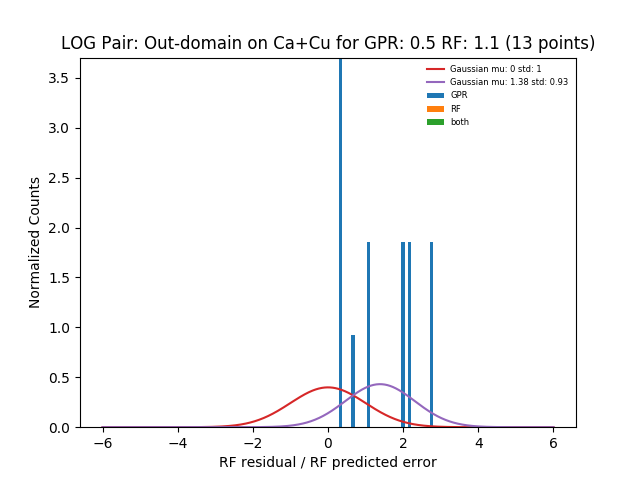 LOG Pair: Out-domain on Ca+Cu for GPR: 0.5 RF: 1.1 (13 points)
Gaussian mu: 0 std: 1
Gaussian mu: 1.38 std: 0.93
GPR
RF
both
Normalized Counts
3.5
3.0
2.5
2.0
1.5
1.0
0.5
0.0
−6 −4 −2 0 2 4 6
RF residual / RF predicted error